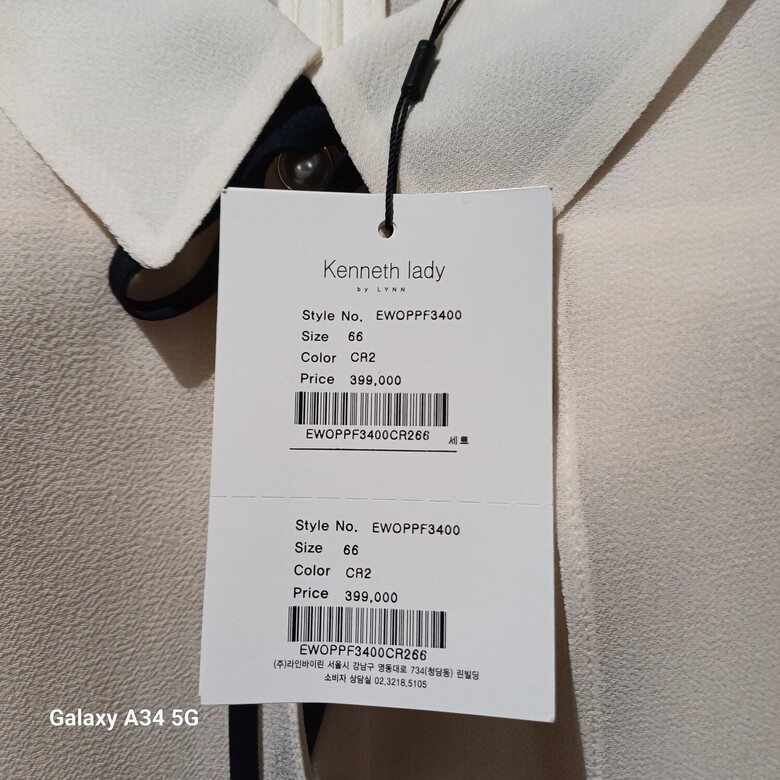 Kenneth lady
by LYNN
Style No. EWOPPF3400
Size 66
Color CR2
Price 399,000
EWOPPF3400CR266 세트
Style No. EWOPPF3400
Size 66
Color CR2
Price 399,000
EWOPPF3400CR266
(주)라인바이린 서울시 강남구 영동대로 734(청담동) 린빌딩
소비자 상담실 02.3218.5105
Galaxy A34 5G